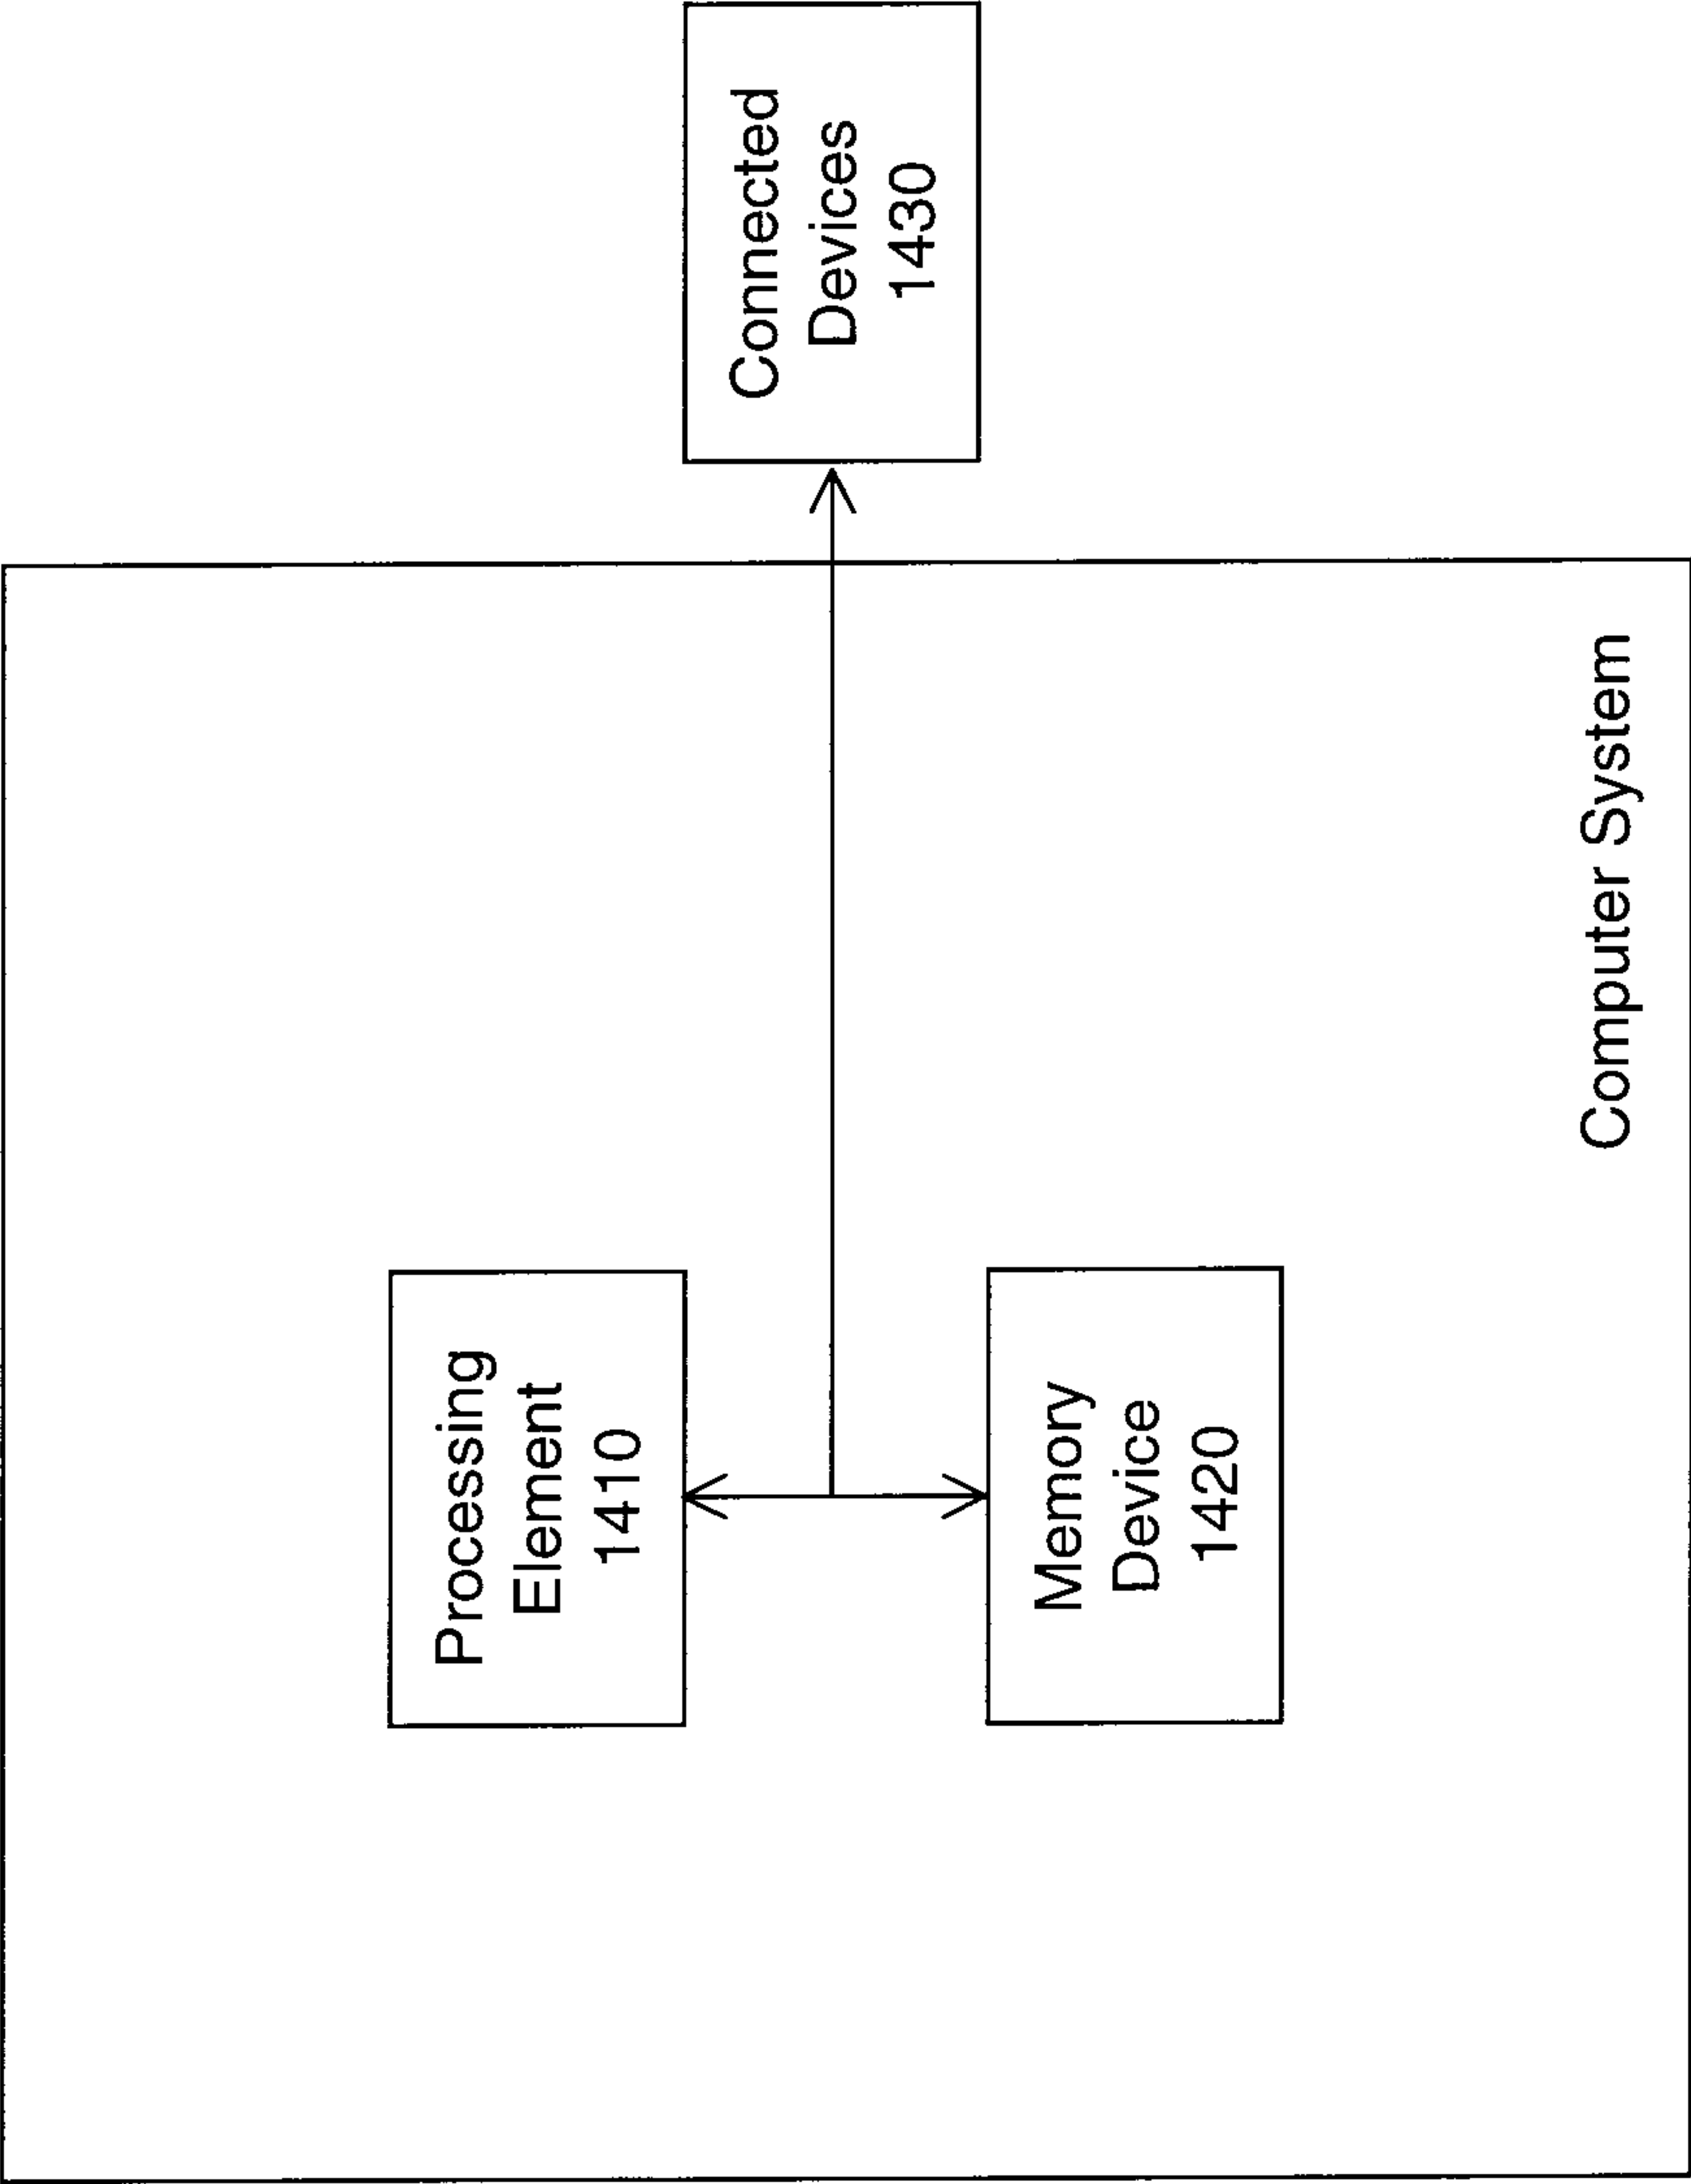 Processing
Element
1410
Memory
Device
1420
Connected
Devices
1430
Computer System